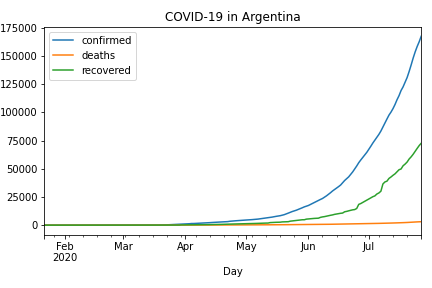 COVID-19 in Argentina
confirmed
deaths
recovered
175000
150000
125000
100000
75000
50000
25000
0
Feb Mar Apr May Jun Jul
2020
Day